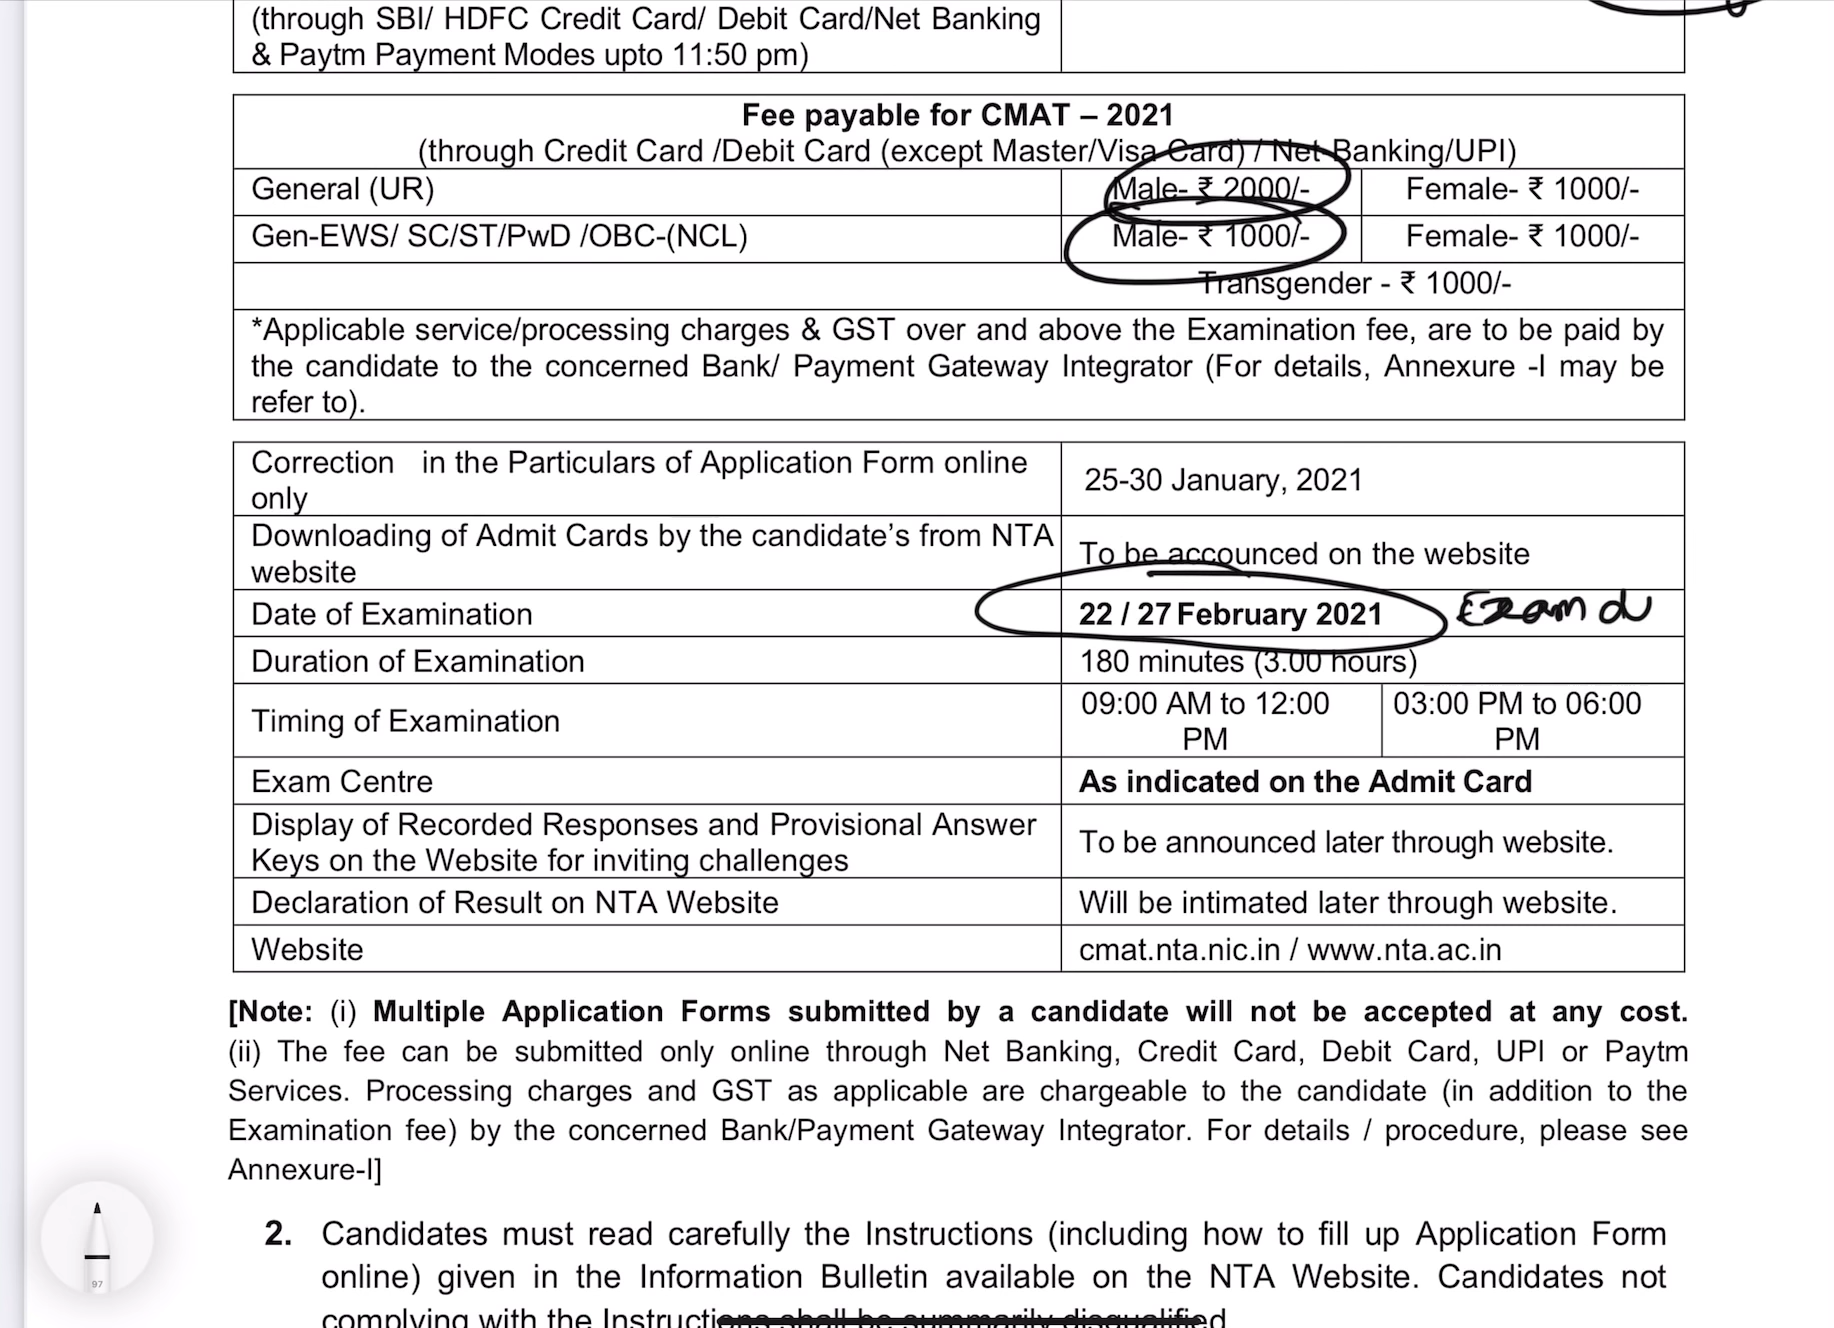 (through SBI/ HDFC Credit Card/ Debit Card/Net Banking
& Paytm Payment Modes upto 11:50 pm)
Fee payable for CMAT – 2021
(through Credit Card /Debit Card (except Master/Visa Card) / Net Banking/UPI)
General (UR) Male- ₹ 2000/- Female- ₹ 1000/-
Gen-EWS/ SC/ST/PwD /OBC-(NCL) Male- ₹ 1000/- Female- ₹ 1000/-
Transgender - ₹ 1000/-
*Applicable service/processing charges & GST over and above the Examination fee, are to be paid by
the candidate to the concerned Bank/ Payment Gateway Integrator (For details, Annexure -I may be
refer to).
Correction in the Particulars of Application Form online
only
25-30 January, 2021
Downloading of Admit Cards by the candidate’s from NTA
website
To be accounced on the website
Date of Examination 22 / 27 February 2021 Exam
Duration of Examination 180 minutes (3.00 hours)
Timing of Examination
09:00 AM to 12:00
PM
03:00 PM to 06:00
PM
Exam Centre As indicated on the Admit Card
Display of Recorded Responses and Provisional Answer
Keys on the Website for inviting challenges
To be announced later through website.
Declaration of Result on NTA Website Will be intimated later through website.
Website cmat.nta.nic.in / www.nta.ac.in
[Note: (i) Multiple Application Forms submitted by a candidate will not be accepted at any cost.
(ii) The fee can be submitted only online through Net Banking, Credit Card, Debit Card, UPI or Paytm
Services. Processing charges and GST as applicable are chargeable to the candidate (in addition to the
Examination fee) by the concerned Bank/Payment Gateway Integrator. For details / procedure, please see
Annexure-I]
2. Candidates must read carefully the Instructions (including how to fill up Application Form
online) given in the Information Bulletin available on the NTA Website. Candidates not
complying with the Instructions shall be summarily disqualified
97